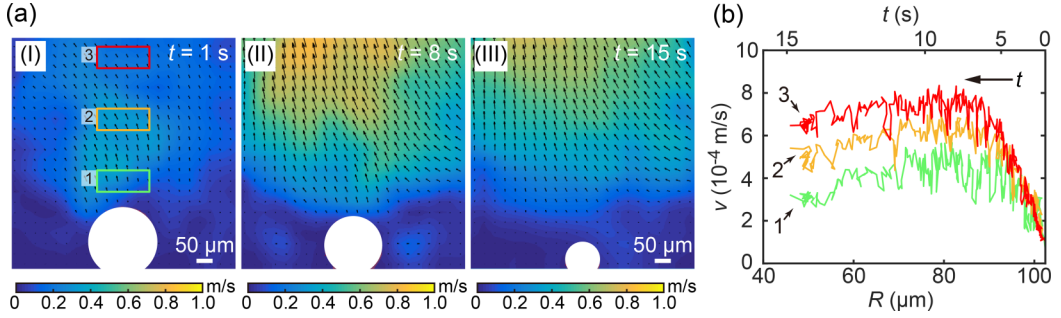 (a)
(I)
t = 1 s
3
2
1
50 μm
0 0.2 0.4 0.6 0.8 1.0 m/s
(II)
t = 8 s
50 μm
0 0.2 0.4 0.6 0.8 1.0 m/s
(III)
t = 15 s
50 μm
0 0.2 0.4 0.6 0.8 1.0 m/s
(b)
t (s)
15 10 5 0
10
8
6
4
2
0
v (10⁻⁴ m/s)
t
3
2
1
40 60 80 100
R (μm)